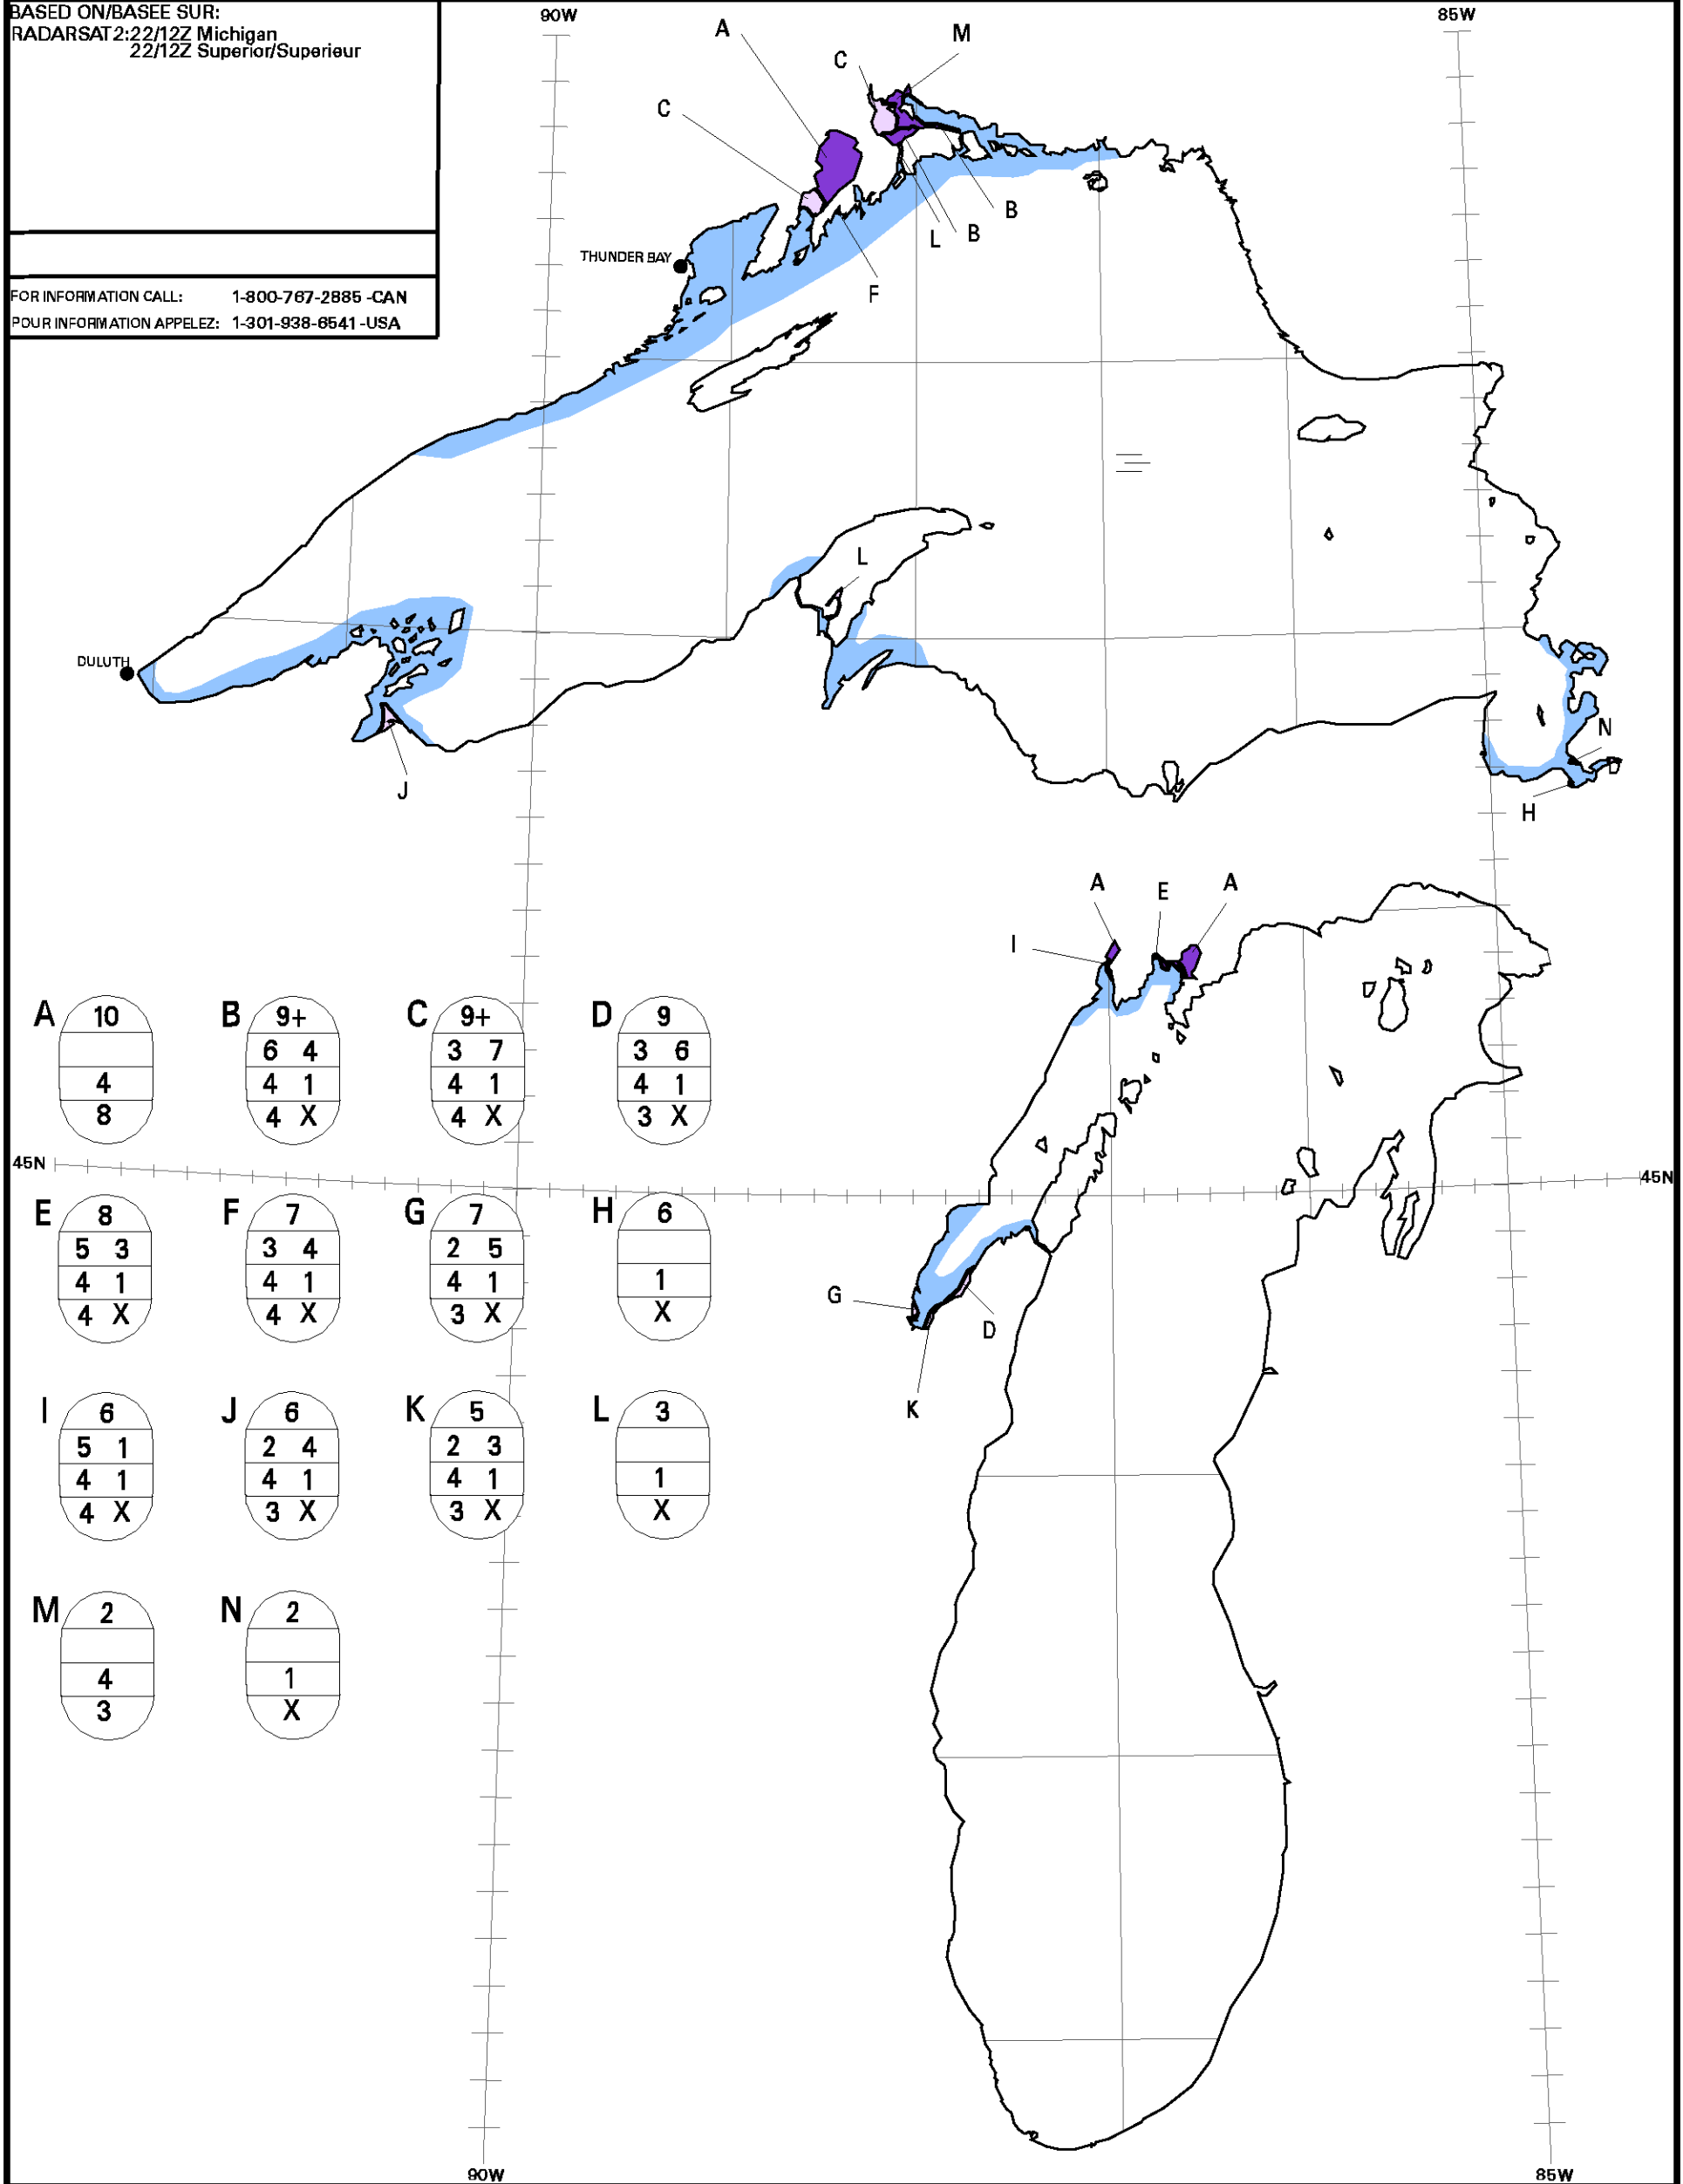 BASED ON/BASEE SUR:
RADARSAT2:22/12Z Michigan
22/12Z Superior/Superieur
FOR INFORMATION CALL: 1-800-767-2885 -CAN
POUR INFORMATION APPELEZ: 1-301-938-6541 -USA
90W
85W
A
M
C
C
THUNDER BAY
B
L
B
F
L
DULUTH
J
N
H
A
E
A
I
A 10
4
8
B 9+
6 4
4 1
4 X
C 9+
3 7
4 1
4 X
D 9
3 6
4 1
3 X
45N
45N
E 8
5 3
4 1
4 X
F 7
3 4
4 1
4 X
G 7
2 5
4 1
3 X
H 6
1
X
G
D
K
I 6
5 1
4 1
4 X
J 6
2 4
4 1
3 X
K 5
2 3
4 1
3 X
L 3
1
X
M 2
4
3
N 2
1
X
90W
85W